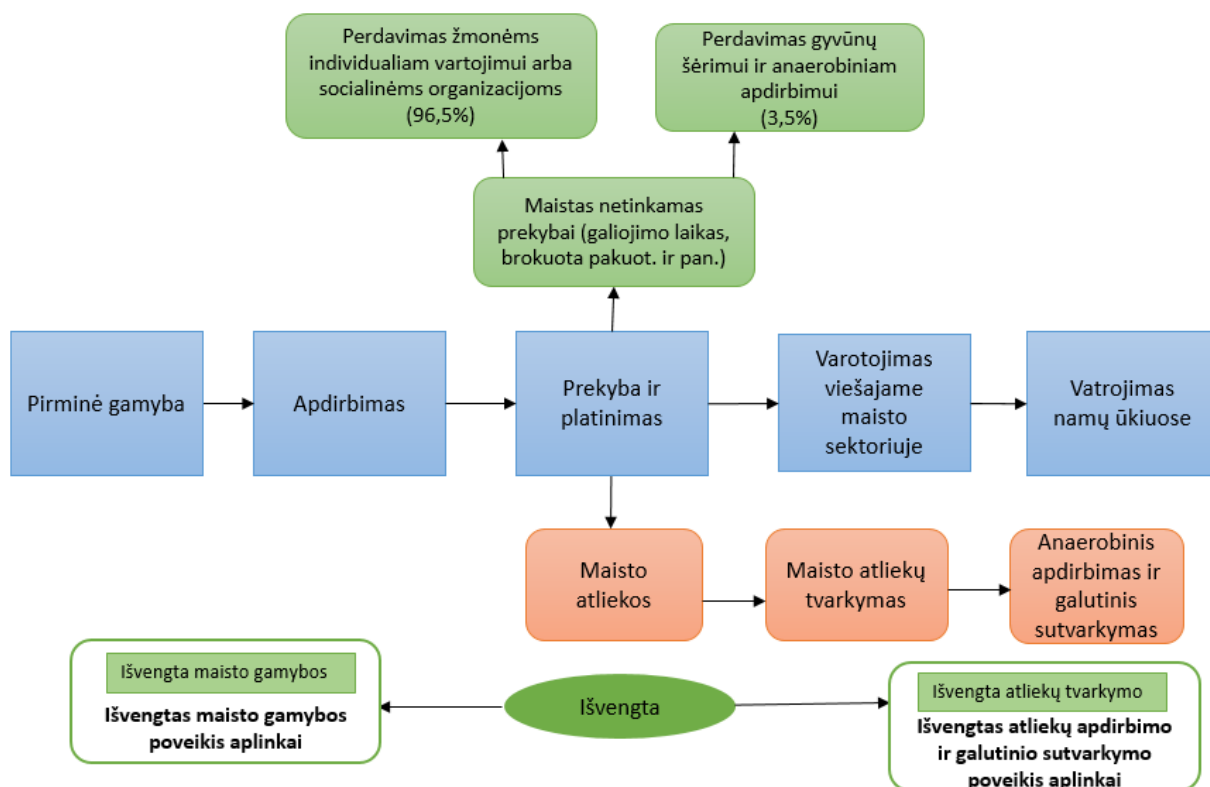 Perdavimas žmonėms
individualiam vartojimui arba
socialinėms organizacijoms
(96,5%)
Perdavimas gyvūnų
šėrimui ir anaerobiniam
apdirbimui
(3,5%)
Maistas netinkamas
prekybai (galiojimo laikas,
brokuota pakuot. ir pan.)
Pirminė gamyba
Apdirbimas
Prekyba ir
platinimas
Varotojimas
viešajame
maisto
sektoriuje
Vatrojimas
namų ūkiuose
Maisto
atliekos
Maisto atliekų
tvarkymas
Anaerobinis
apdirbimas ir
galutinis
sutvarkymas
Išvengta maisto gamybos
Išvengtas maisto gamybos
poveikis aplinkai
Išvengta
Išvengta atliekų tvarkymo
Išvengtas atliekų apdirbimo
ir galutinio sutvarkymo
poveikis aplinkai